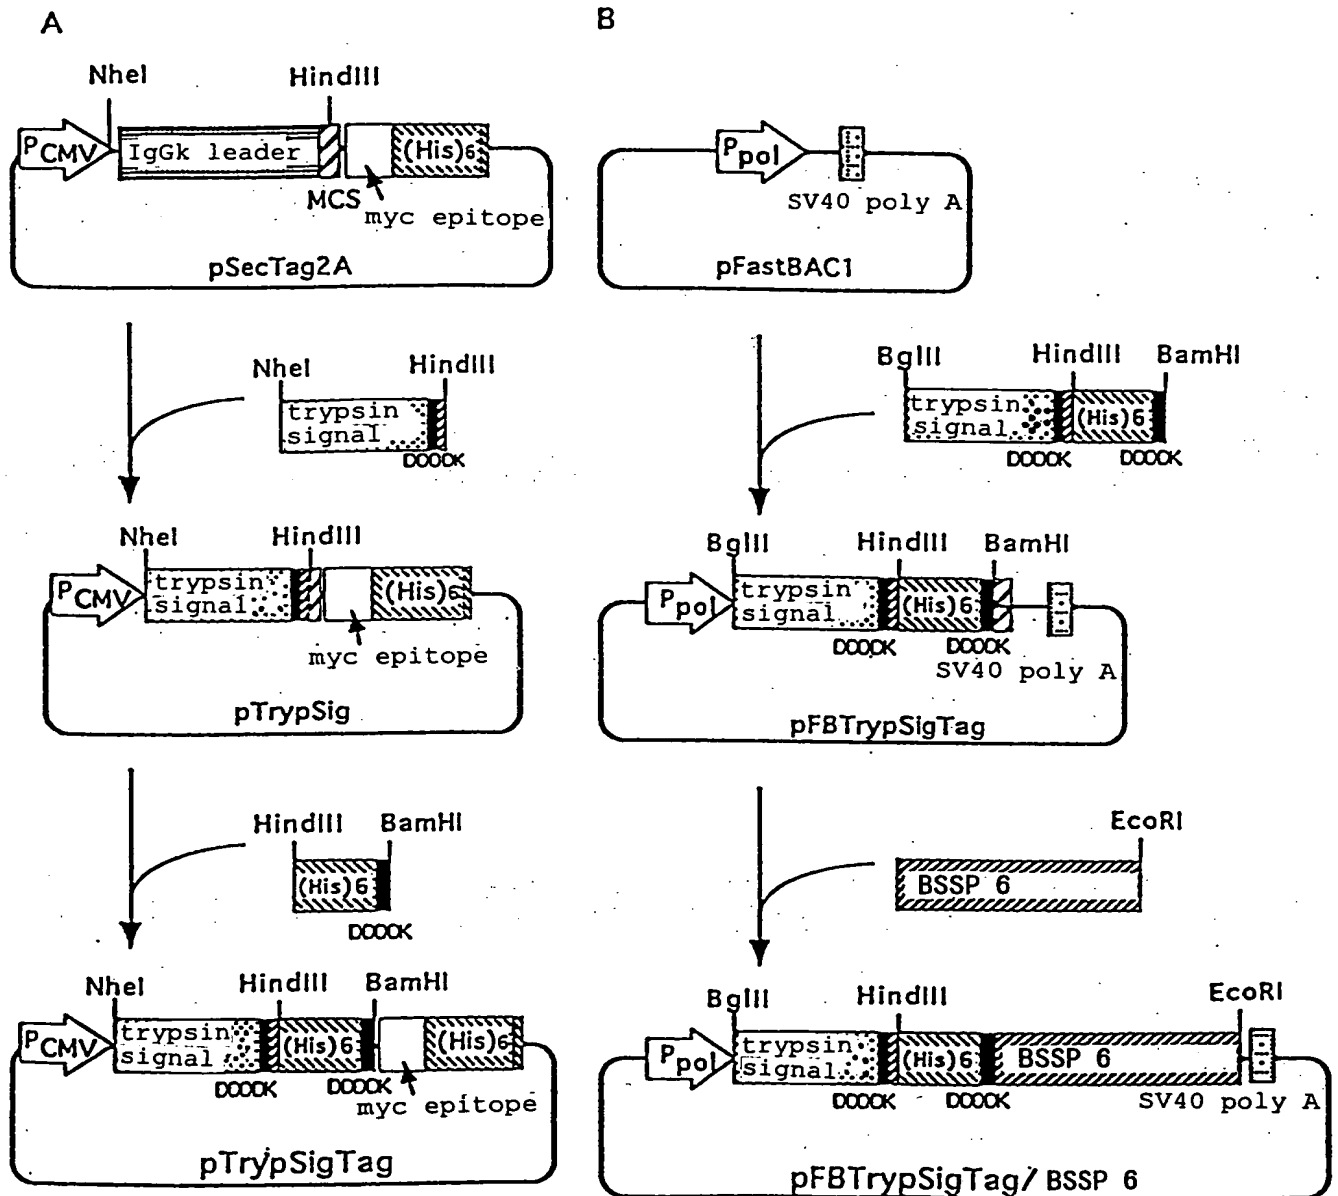 A
NheI
HindIII
PCMV
IgGk leader
(His)6
MCS
myc epitope
pSecTag2A
NheI
HindIII
trypsin
signal
DDDDK
NheI
HindIII
PCMV
trypsin
signal
(His)6
myc epitope
pTrypSig
HindIII
BamHI
(His)6
DDDDK
NheI
HindIII
BamHI
PCMV
trypsin
signal
(His)6
(His)6
DDDDK
DDDDK
myc epitope
pTrypSigTag
B
Ppol
SV40 poly A
pFastBAC1
BglII
HindIII
BamHI
trypsin
signal
(His)6
DDDDK
DDDDK
BglII
HindIII
BamHI
Ppol
trypsin
signal
(His)6
DDDDK
DDDDK
SV40 poly A
pFBTrypSigTag
EcoRI
BSSP 6
BglII
HindIII
EcoRI
Ppol
trypsin
signal
(His)6
BSSP 6
DDDDK
DDDDK
SV40 poly A
pFBTrypSigTag/ BSSP 6